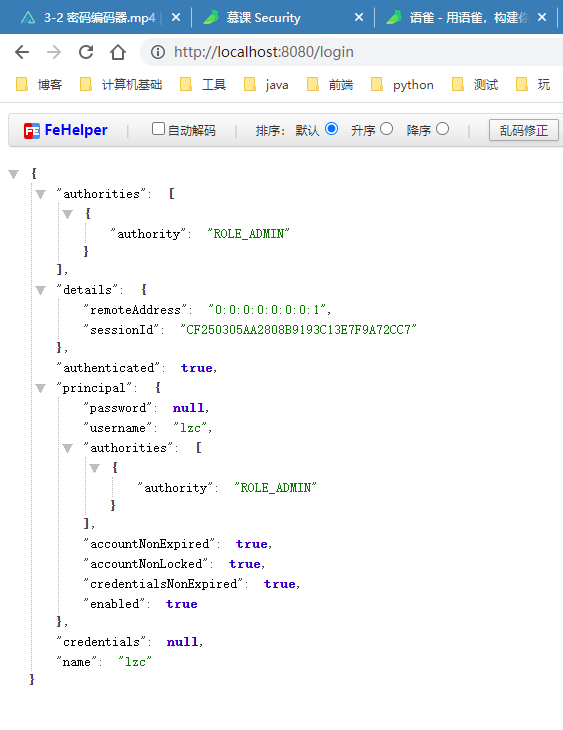 3-2 密码编码器.mp4
慕课 Security
语雀 - 用语雀，构建你
http://localhost:8080/login
博客 计算机基础 工具 java 前端 python 测试 玩
FeHelper 自动解码 排序： 默认 升序 降序 乱码修正
{
"authorities": [
{
"authority": "ROLE_ADMIN"
}
],
"details": {
"remoteAddress": "0:0:0:0:0:0:0:1",
"sessionId": "CF250305AA2808B9193C13E7F9A72CC7"
},
"authenticated": true,
"principal": {
"password": null,
"username": "lzc",
"authorities": [
{
"authority": "ROLE_ADMIN"
}
],
"accountNonExpired": true,
"accountNonLocked": true,
"credentialsNonExpired": true,
"enabled": true
},
"credentials": null,
"name": "lzc"
}